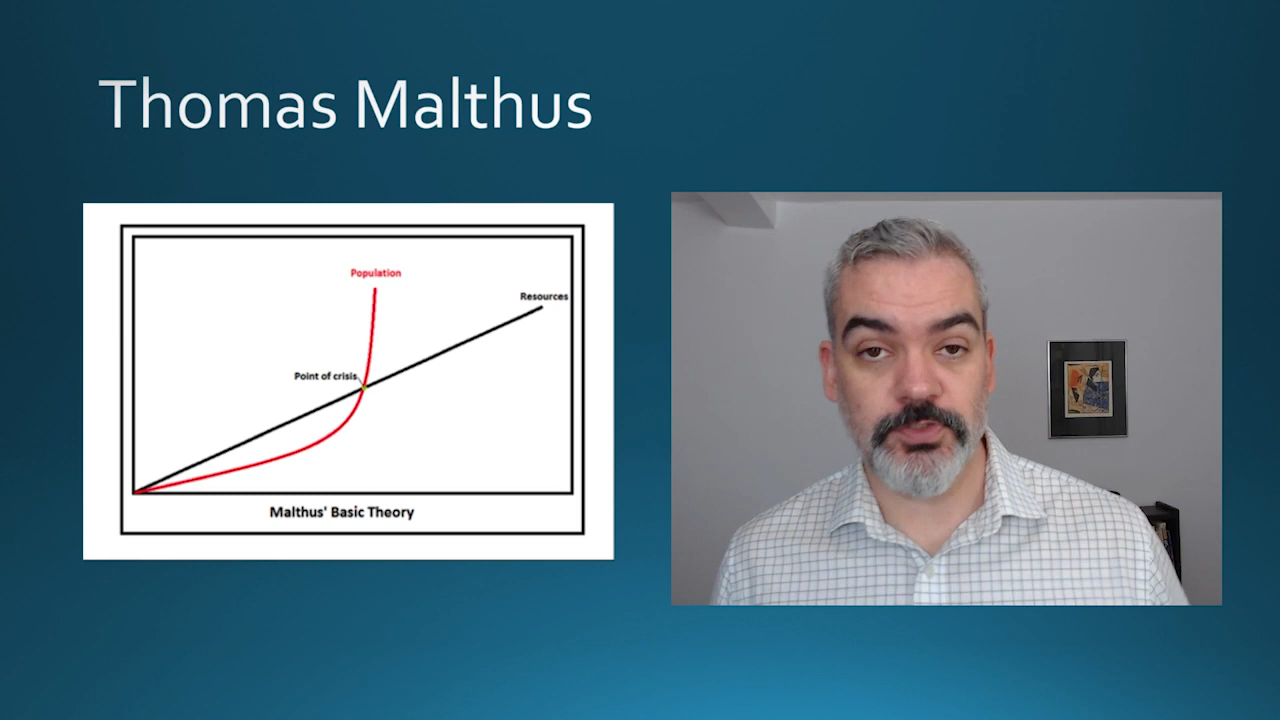 Thomas Malthus
Population
Resources
Point of crisis
Malthus' Basic Theory